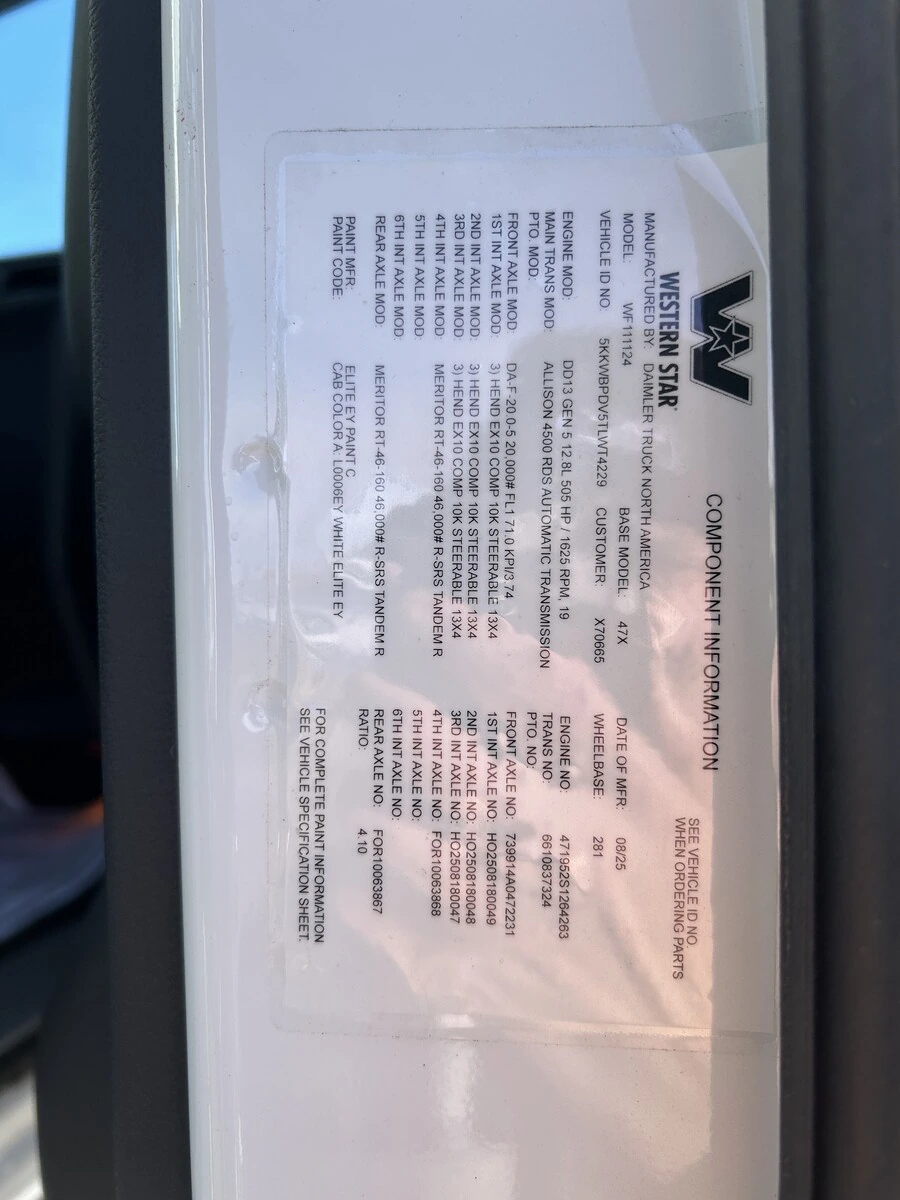 WESTERN STAR
COMPONENT INFORMATION
SEE VEHICLE ID NO.
WHEN ORDERING PARTS
MANUFACTURED BY: DAIMLER TRUCK NORTH AMERICA
MODEL: WF111124 BASE MODEL: 47X DATE OF MFR: 08/25
VEHICLE ID NO 5KKWBPDV5TLWT4229 CUSTOMER: X70665 WHEELBASE: 281
ENGINE MOD: DD13 GEN 5 12.8L 505 HP / 1625 RPM, 19 ENGINE NO: 471952S1264263
MAIN TRANS MOD: ALLISON 4500 RDS AUTOMATIC TRANSMISSION TRANS NO: 6610837324
PTO. MOD: PTO. NO:
FRONT AXLE MOD: DA-F-20.0-5 20,000# FL1 71.0 KPI/3.74 FRONT AXLE NO: 739914A0472231
1ST INT AXLE MOD: 3) HEND EX10 COMP 10K STEERABLE 13X4 1ST INT AXLE NO: HO2508180049
2ND INT AXLE MOD: 3) HEND EX10 COMP 10K STEERABLE 13X4 2ND INT AXLE NO: HO2508180048
3RD INT AXLE MOD: 3) HEND EX10 COMP 10K STEERABLE 13X4 3RD INT AXLE NO: HO2508180047
4TH INT AXLE MOD: MERITOR RT-46-160 46,000# R-SRS TANDEM R 4TH INT AXLE NO: FOR10063868
5TH INT AXLE MOD: 5TH INT AXLE NO:
6TH INT AXLE MOD: 6TH INT AXLE NO:
REAR AXLE MOD: MERITOR RT-46-160 46,000# R-SRS TANDEM R REAR AXLE NO: FOR10063867
RATIO: 4.10
PAINT MFR: ELITE EY PAINT C
PAINT CODE: CAB COLOR A: L0006EY WHITE ELITE EY
FOR COMPLETE PAINT INFORMATION
SEE VEHICLE SPECIFICATION SHEET.